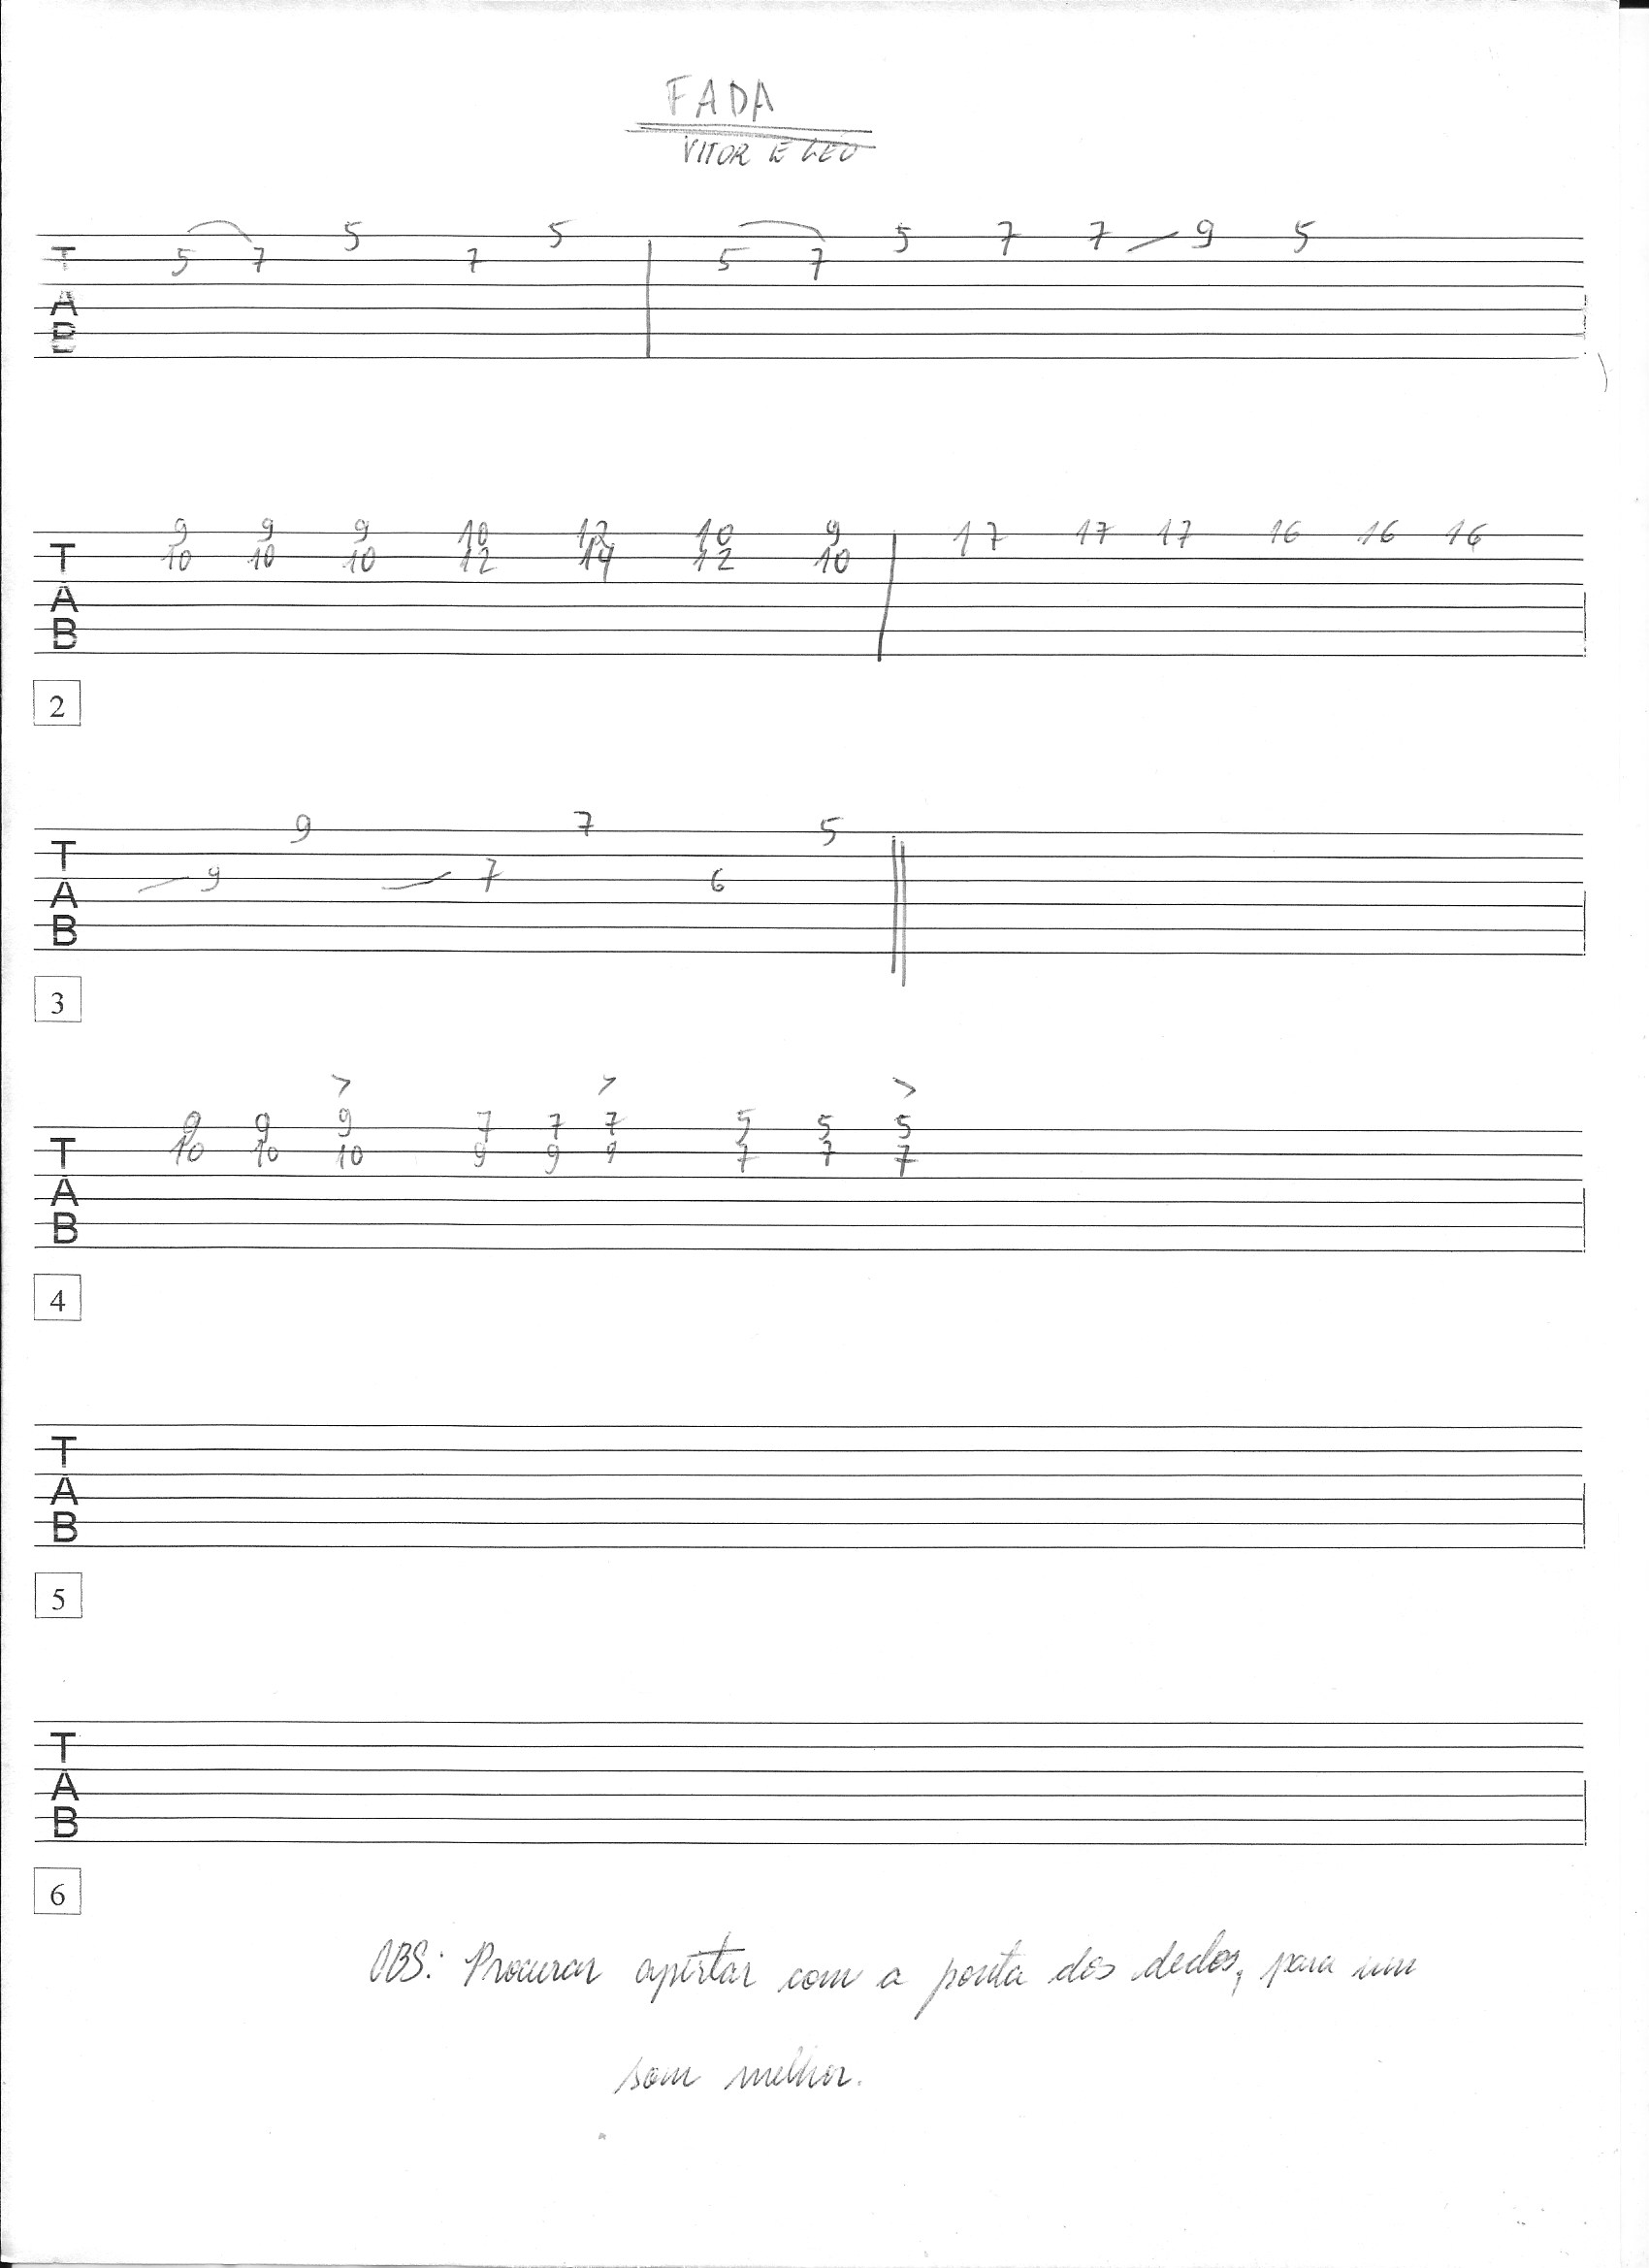 FADA
VITOR E LEO
5 5 5 7 7 9 5
T 5 7 7 5 7
A
B
9 9 9 10 12 10 9 17 17 17 16 16 16
T 10 10 10 12 14 12 10
A
B
2
9 7 5
T
9 7 6
A
B
3
> > >
9 9 9 7 7 7 5 5 5
T 10 10 10 9 9 9 7 7 7
A
B
4
T
A
B
5
T
A
B
6
OBS: Procurar apertar com a ponta dos dedos, para um
som melhor.